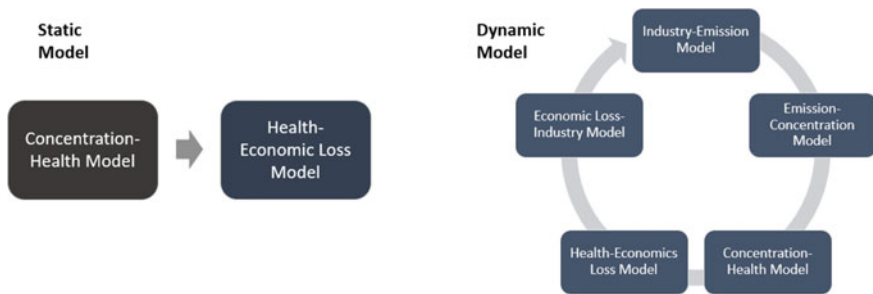 Static
Model
Concentration-
Health Model
Health-
Economic Loss
Model
Dynamic
Model
Industry-Emission
Model
Emission-
Concentration
Model
Concentration-
Health Model
Health-Economics
Loss Model
Economic Loss-
Industry Model